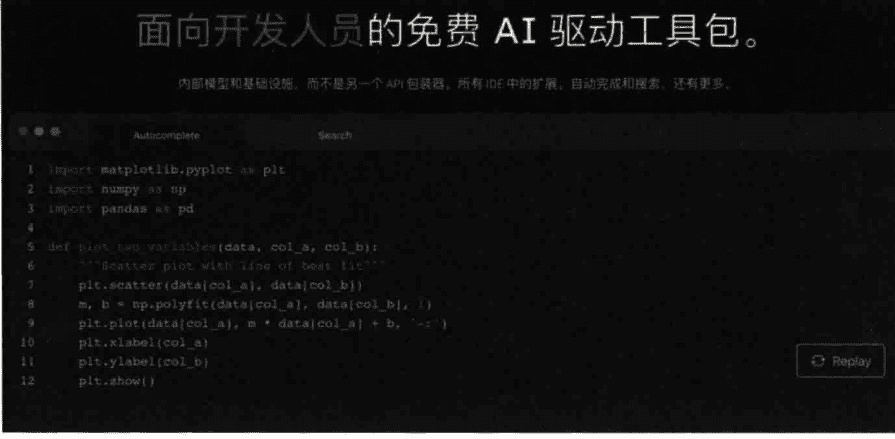 面向开发人员的免费 AI 驱动工具包。
内部模型和基础设施，而不是另一个 API 包装器，所有 IDE 中的扩展，自动完成和搜索，还有更多。
Autocomplete Search
1 import matplotlib.pyplot as plt
2 import numpy as np
3 import pandas as pd
4
5 def plot_two_variables(data, col_a, col_b):
6 """Scatter plot with line of best fit"""
7 plt.scatter(data[col_a], data[col_b])
8 m, b = np.polyfit(data[col_a], data[col_b], 1)
9 plt.plot(data[col_a], m * data[col_a] + b, '-:')
10 plt.xlabel(col_a)
11 plt.ylabel(col_b)
12 plt.show()
Replay